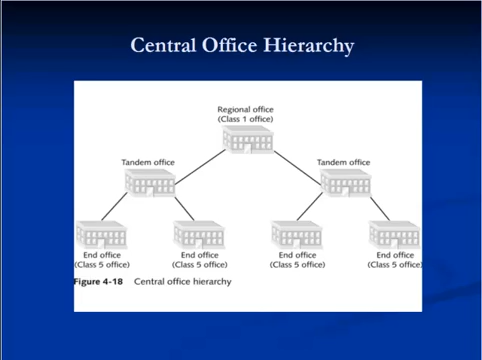 Central Office Hierarchy
Regional office
(Class 1 office)
Tandem office
Tandem office
End office
(Class 5 office)
End office
(Class 5 office)
End office
(Class 5 office)
End office
(Class 5 office)
Figure 4-18 Central office hierarchy